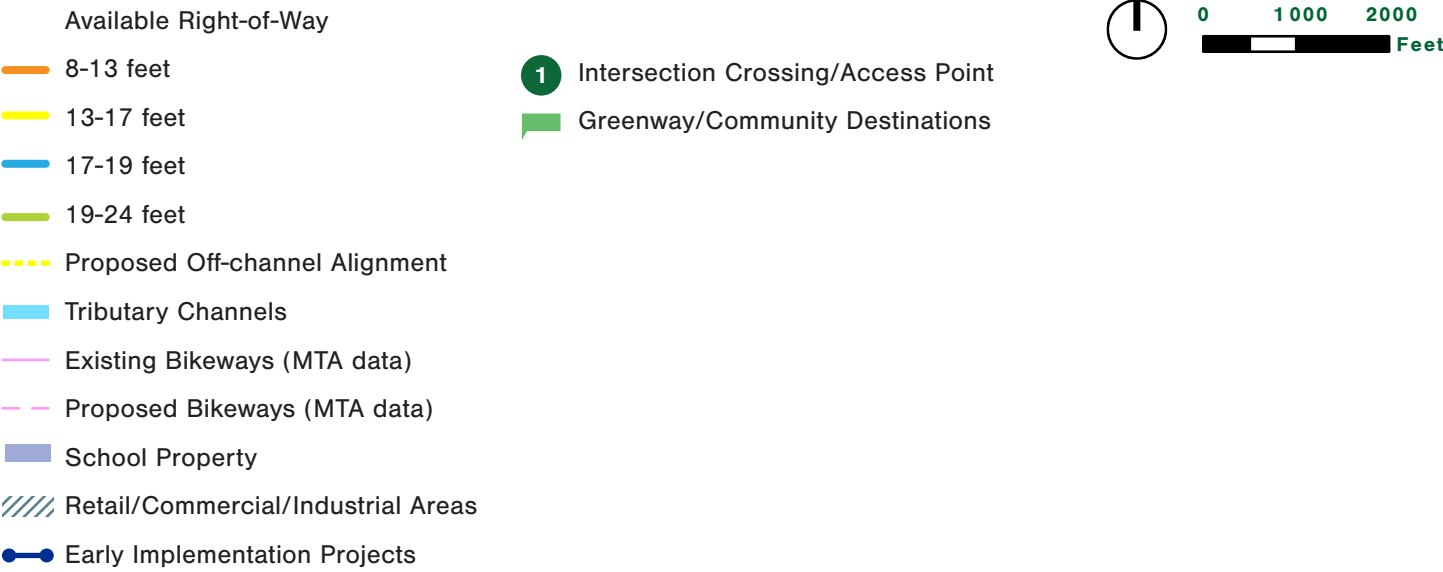 Available Right-of-Way
8-13 feet
13-17 feet
17-19 feet
19-24 feet
Proposed Off-channel Alignment
Tributary Channels
Existing Bikeways (MTA data)
Proposed Bikeways (MTA data)
School Property
Retail/Commercial/Industrial Areas
Early Implementation Projects
1 Intersection Crossing/Access Point
Greenway/Community Destinations
0 1000 2000
Feet